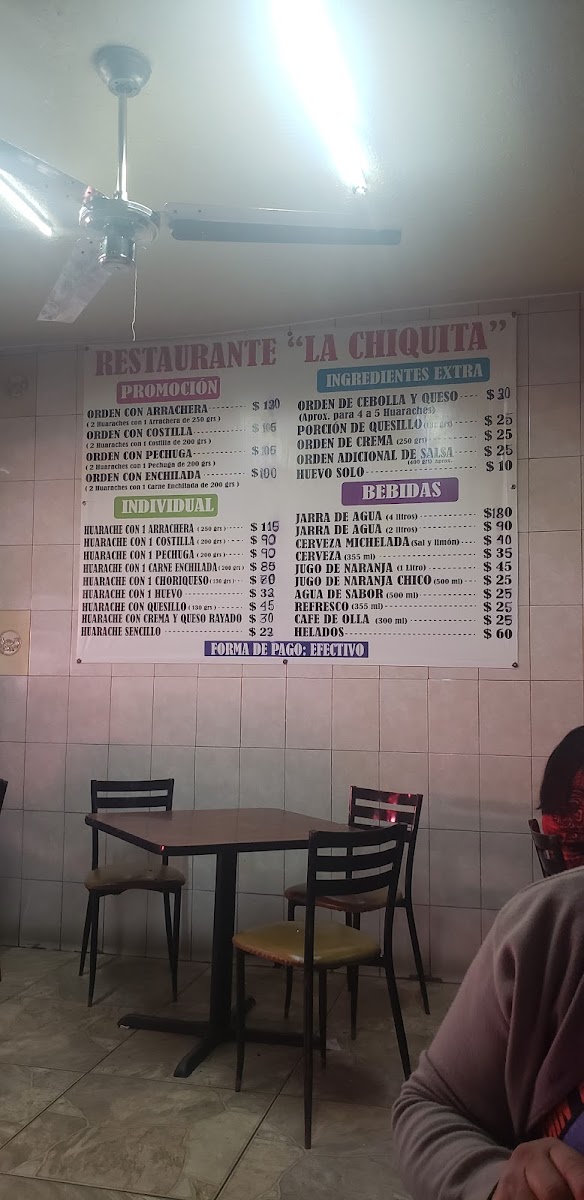 RESTAURANTE “LA CHIQUITA”
PROMOCIÓN
ORDEN CON ARRACHERA $130
( 2 Huaraches con 1 Arrachera de 250 grs )
ORDEN CON COSTILLA $105
( 2 Huaraches con 1 Costilla de 200 grs )
ORDEN CON PECHUGA $105
( 2 Huaraches con 1 Pechuga de 200 grs )
ORDEN CON ENCHILADA $100
( 2 Huaraches con 1 Carne Enchilada de 200 grs )
INDIVIDUAL
HUARACHE CON 1 ARRACHERA ( 250 grs ) $ 115
HUARACHE CON 1 COSTILLA ( 200 grs ) $ 90
HUARACHE CON 1 PECHUGA ( 200 grs ) $ 90
HUARACHE CON 1 CARNE ENCHILADA ( 200 grs ) $ 85
HUARACHE CON 1 CHORIQUESO ( 130 grs ) $ 70
HUARACHE CON 1 HUEVO $ 32
HUARACHE CON QUESILLO ( 130 grs ) $ 45
HUARACHE CON CREMA Y QUESO RAYADO $ 30
HUARACHE SENCILLO $ 22
INGREDIENTES EXTRA
ORDEN DE CEBOLLA Y QUESO $ 30
(Aprox. para 4 a 5 Huaraches)
PORCIÓN DE QUESILLO $ 25
ORDEN DE CREMA (250 grs) $ 25
ORDEN ADICIONAL DE SALSA $ 25
(400 grs) Aprox.
HUEVO SOLO $ 10
BEBIDAS
JARRA DE AGUA (4 litros) $180
JARRA DE AGUA (2 litros) $ 90
CERVEZA MICHELADA (Sal y limón) $ 40
CERVEZA (355 ml) $ 35
JUGO DE NARANJA (1 Litro) $ 45
JUGO DE NARANJA CHICO (500 ml) $ 25
AGUA DE SABOR (500 ml) $ 25
REFRESCO (355 ml) $ 25
CAFE DE OLLA (300 ml) $ 25
HELADOS $ 60
FORMA DE PAGO: EFECTIVO